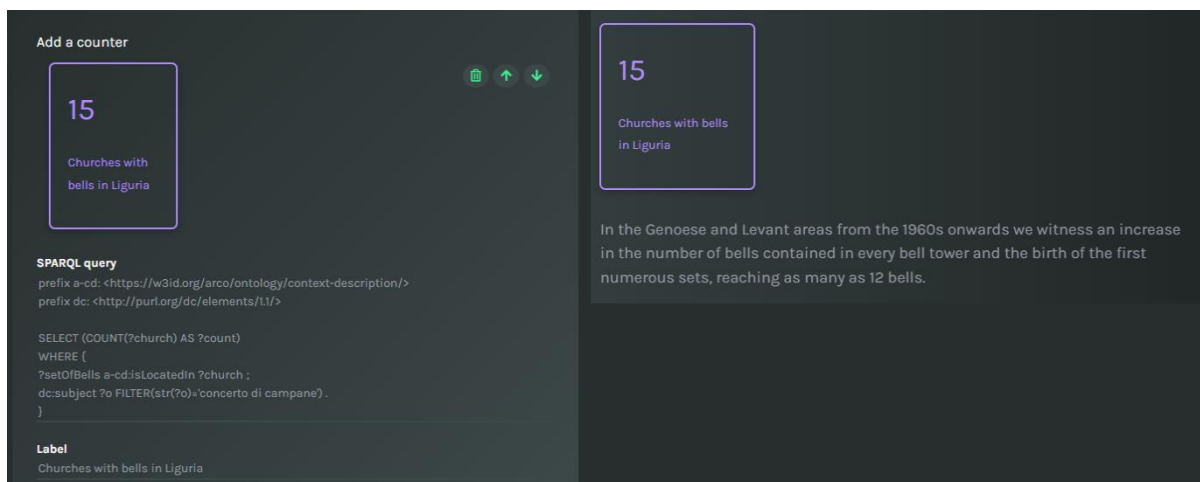 Add a counter
15
Churches with
bells in Liguria
SPARQL query
prefix a-cd: <https://w3id.org/arco/ontology/context-description/>
prefix dc: <http://purl.org/dc/elements/1.1/>
SELECT (COUNT(?church) AS ?count)
WHERE {
?setOfBells a-cd:isLocatedIn ?church ;
dc:subject ?o FILTER(str(?o)='concerto di campane') .
}
Label
Churches with bells in Liguria
15
Churches with bells
in Liguria
In the Genoese and Levant areas from the 1960s onwards we witness an increase
in the number of bells contained in every bell tower and the birth of the first
numerous sets, reaching as many as 12 bells.